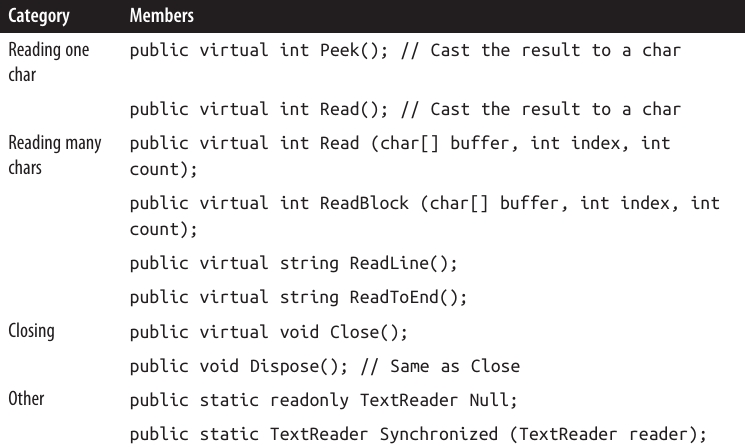 Category Members
Reading one char public virtual int Peek(); // Cast the result to a char
public virtual int Read(); // Cast the result to a char
Reading many chars public virtual int Read (char[] buffer, int index, int
count);
public virtual int ReadBlock (char[] buffer, int index, int
count);
public virtual string ReadLine();
public virtual string ReadToEnd();
Closing public virtual void Close();
public void Dispose(); // Same as Close
Other public static readonly TextReader Null;
public static TextReader Synchronized (TextReader reader);